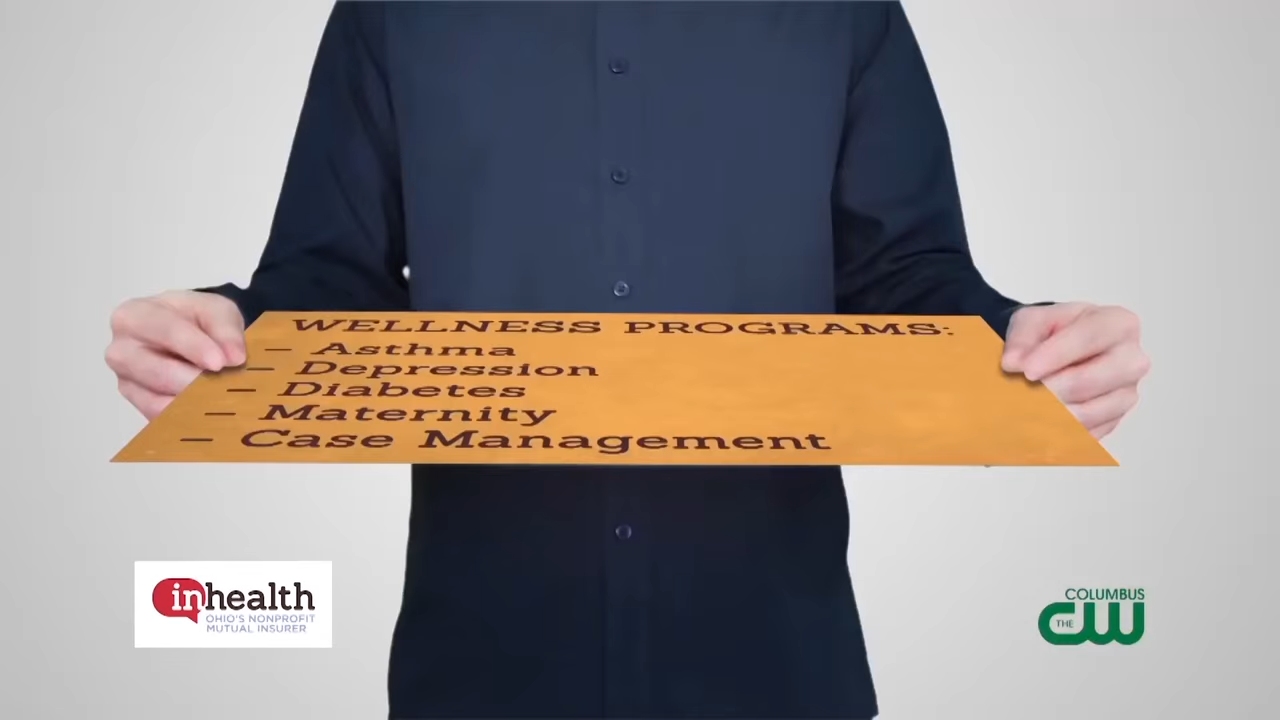 WELLNESS PROGRAMS:
– Asthma
– Depression
– Diabetes
– Maternity
– Case Management
inhealth
OHIO'S NONPROFIT
MUTUAL INSURER
COLUMBUS
THE CW